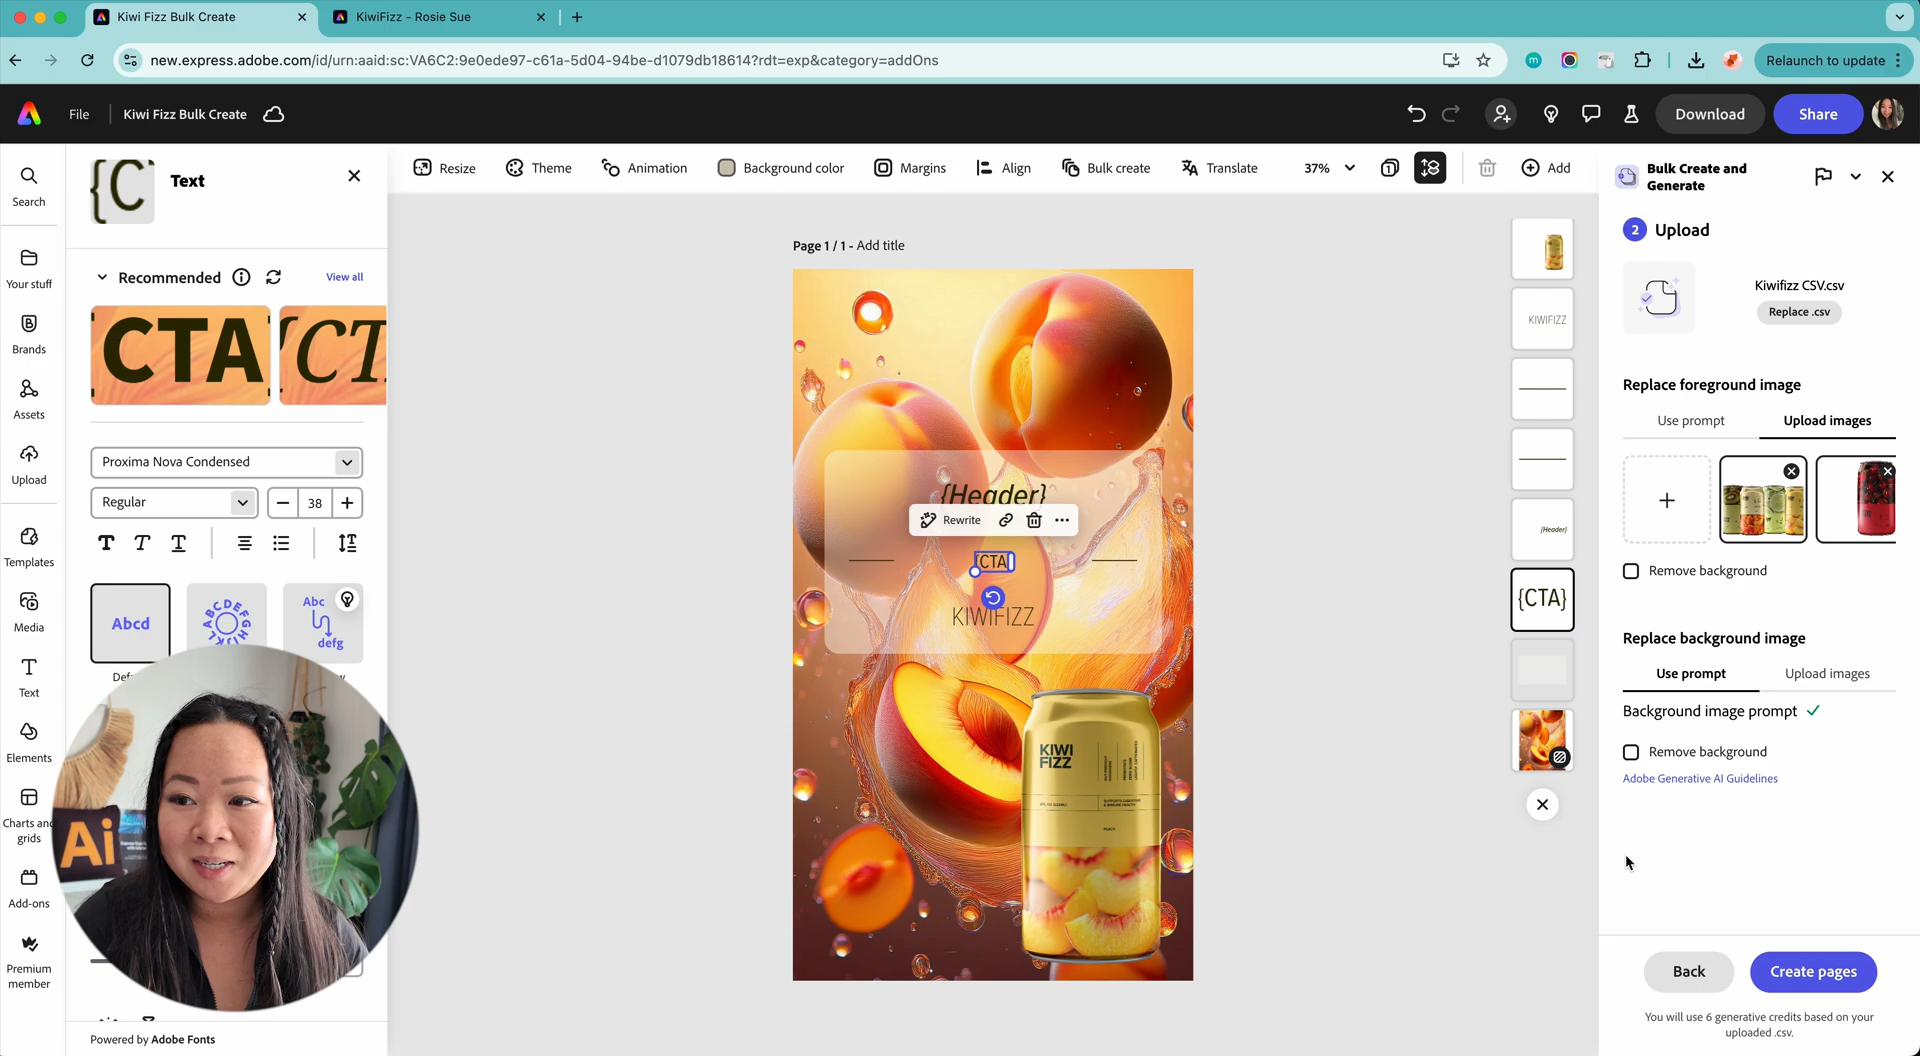 Kiwi Fizz Bulk Create
KiwiFizz - Rosie Sue
new.express.adobe.com/id/urn:aaid:sc:VA6C2:9e0ede97-c61a-5d04-94be-d1079db18614?rdt=exp&category=addOns
Relaunch to update
File
Kiwi Fizz Bulk Create
Download
Share
Search
Your stuff
Brands
Assets
Upload
Templates
Media
Text
Elements
Charts and
grids
Add-ons
Premium
member
{C
Text
Recommended
View all
CTA
{CT
Proxima Nova Condensed
Regular
38
T T T
Abcd
ABCDEFGHIJKL
Abc
defg
Ai
Powered by Adobe Fonts
Resize
Theme
Animation
Background color
Margins
Align
Bulk create
Translate
37%
Add
Page 1 / 1 - Add title
{Header}
Rewrite
{CTA}
KIWIFIZZ
KIWI
FIZZ
PEACH
KIWIFIZZ
{Header}
{CTA}
Bulk Create and
Generate
2 Upload
Kiwifizz CSV.csv
Replace .csv
Replace foreground image
Use prompt
Upload images
Remove background
Replace background image
Use prompt
Upload images
Background image prompt
Remove background
Adobe Generative AI Guidelines
Back
Create pages
You will use 6 generative credits based on your
uploaded .csv.